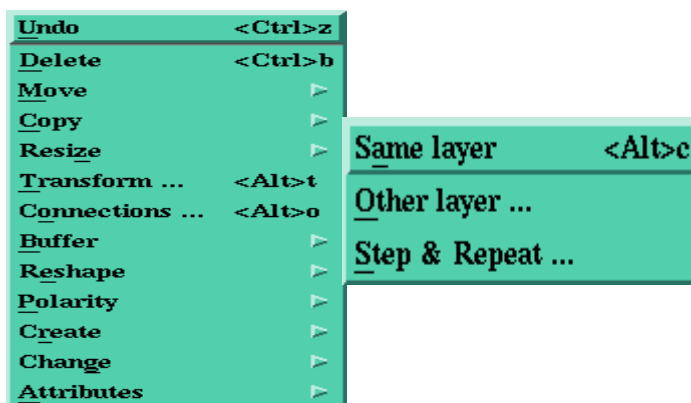 Undo <Ctrl>z
Delete <Ctrl>b
Move
Copy
Resize
Transform ... <Alt>t
Connections ... <Alt>o
Buffer
Reshape
Polarity
Create
Change
Attributes
Same layer <Alt>c
Other layer ...
Step & Repeat ...